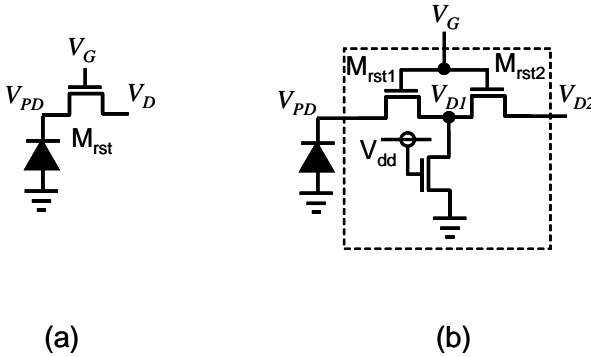 V_G
V_PD
V_D
M_rst
(a)
V_G
M_rst1
M_rst2
V_PD
V_D1
V_D2
V_dd
(b)